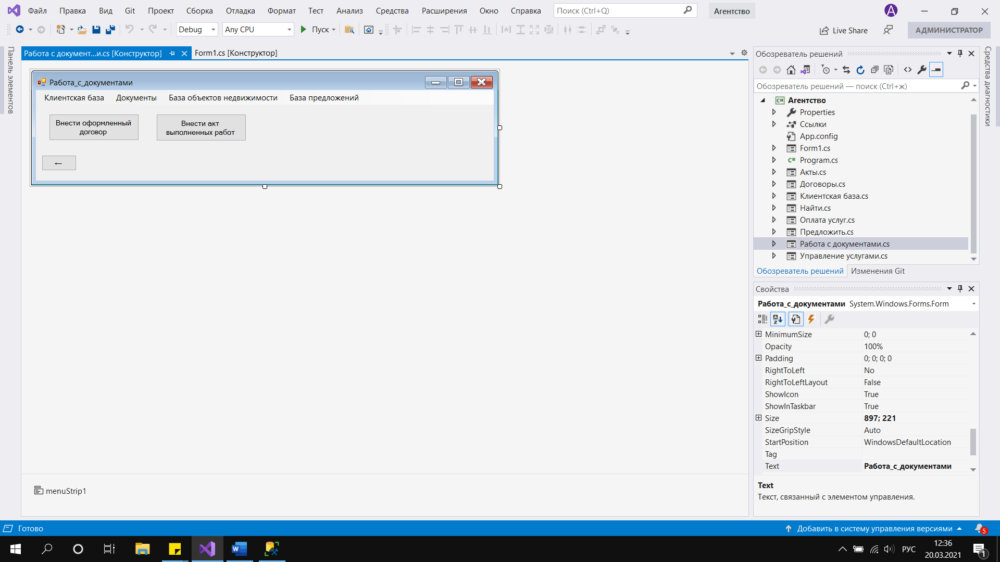 Файл Правка Вид Git Проект Сборка Отладка Формат Тест Анализ Средства Расширения Окно Справка Поиск (Ctrl+Q) Агентство A
Debug Any CPU Пуск Live Share АДМИНИСТРАТОР
Панель элементов
Работа с документ...и.cs [Конструктор] Form1.cs [Конструктор]
Работа_с_документами
Клиентская база Документы База объектов недвижимости База предложений
Внести оформленный
договор
Внести акт
выполненных работ
←
menuStrip1
Обозреватель решений
Обозреватель решений — поиск (Ctrl+ж)
C# Агентство
Properties
Ссылки
App.config
Form1.cs
C# Program.cs
Акты.cs
Договоры.cs
Клиентская база.cs
Найти.cs
Оплата услуг.cs
Предложить.cs
Работа с документами.cs
Управление услугами.cs
Обозреватель решений Изменения Git
Средства диагностики
Свойства
Работа_с_документами System.Windows.Forms.Form
MinimumSize 0; 0
Opacity 100%
Padding 0; 0; 0; 0
RightToLeft No
RightToLeftLayout False
ShowIcon True
ShowInTaskbar True
Size 897; 221
SizeGripStyle Auto
StartPosition WindowsDefaultLocation
Tag
Text Работа_с_документами
Text
Текст, связанный с элементом управления.
Готово Добавить в систему управления версиями 5
РУС 12:36
20.03.2021 1